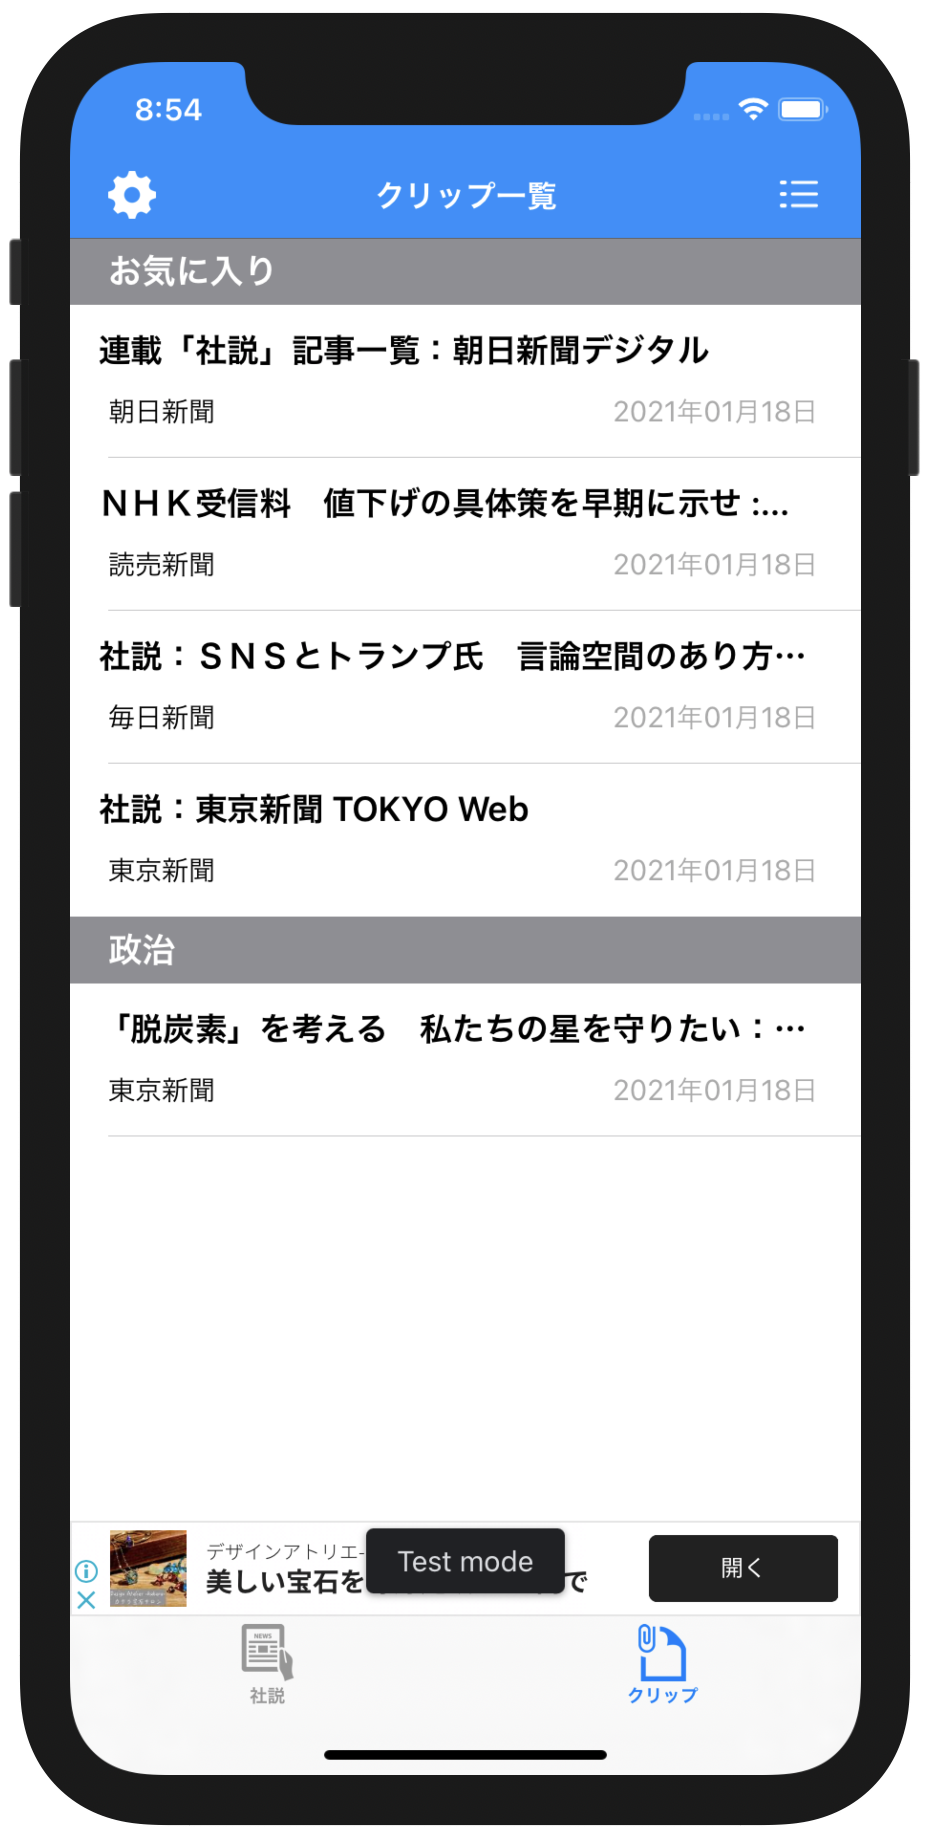 8:54
クリップ一覧
お気に入り
連載「社説」記事一覧：朝日新聞デジタル
朝日新聞 2021年01月18日
ＮＨＫ受信料　値下げの具体策を早期に示せ :...
読売新聞 2021年01月18日
社説：ＳＮＳとトランプ氏　言論空間のあり方…
毎日新聞 2021年01月18日
社説：東京新聞 TOKYO Web
東京新聞 2021年01月18日
政治
「脱炭素」を考える　私たちの星を守りたい：…
東京新聞 2021年01月18日
デザインアトリエ
美しい宝石を
で
Test mode
開く
NEWS
社説
クリップ